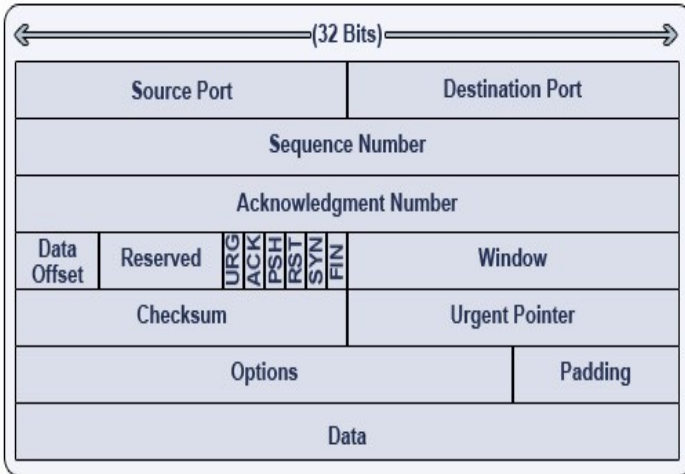 (32 Bits)
Source Port Destination Port
Sequence Number
Acknowledgment Number
Data Offset Reserved URG ACK PSH RST SYN FIN Window
Checksum Urgent Pointer
Options Padding
Data